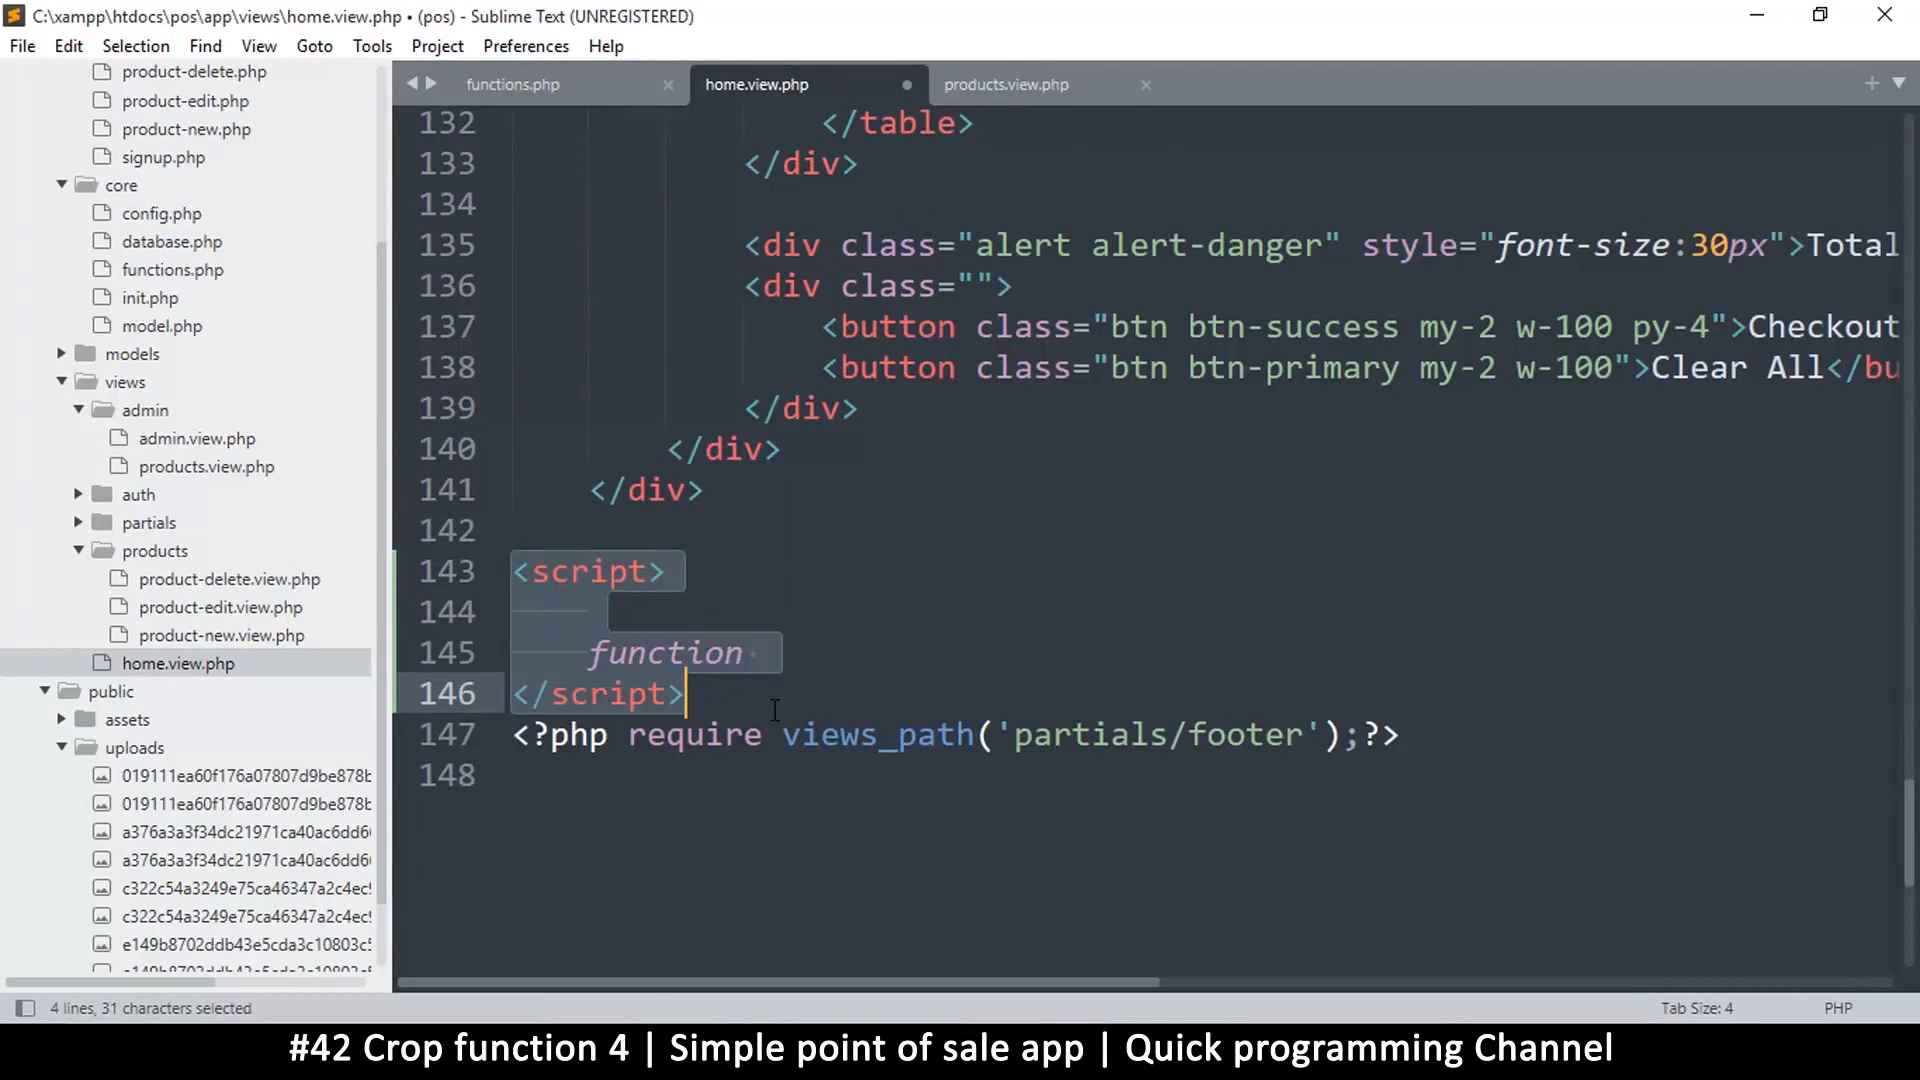 C:\xampp\htdocs\pos\app\views\home.view.php • (pos) - Sublime Text (UNREGISTERED)
File Edit Selection Find View Goto Tools Project Preferences Help
product-delete.php
product-edit.php
product-new.php
signup.php
core
config.php
database.php
functions.php
init.php
model.php
models
views
admin
admin.view.php
products.view.php
auth
partials
products
product-delete.view.php
product-edit.view.php
product-new.view.php
home.view.php
public
assets
uploads
019111ea60f176a07807d9be878b
019111ea60f176a07807d9be878b
a376a3a3f34dc21971ca40ac6dd6
a376a3a3f34dc21971ca40ac6dd6
c322c54a3249e75ca46347a2c4ec
c322c54a3249e75ca46347a2c4ec
e149b8702ddb43e5cda3c10803c5
functions.php home.view.php products.view.php
132 </table>
133 </div>
134
135 <div class="alert alert-danger" style="font-size:30px">Total
136 <div class="">
137 <button class="btn btn-success my-2 w-100 py-4">Checkout
138 <button class="btn btn-primary my-2 w-100">Clear All</bu
139 </div>
140 </div>
141 </div>
142
143 <script>
144
145 function
146 </script>
147 <?php require views_path('partials/footer');?>
148
4 lines, 31 characters selected
Tab Size: 4
PHP
#42 Crop function 4 | Simple point of sale app | Quick programming Channel